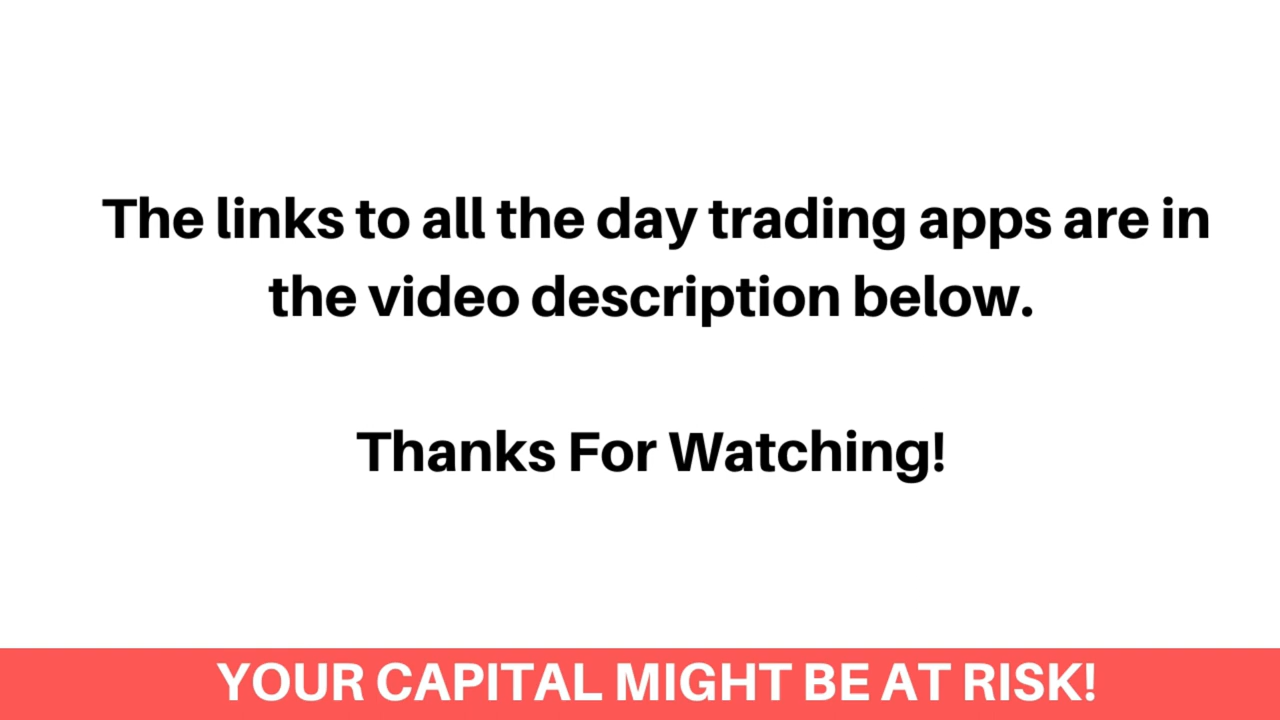 The links to all the day trading apps are in
the video description below.
Thanks For Watching!
YOUR CAPITAL MIGHT BE AT RISK!